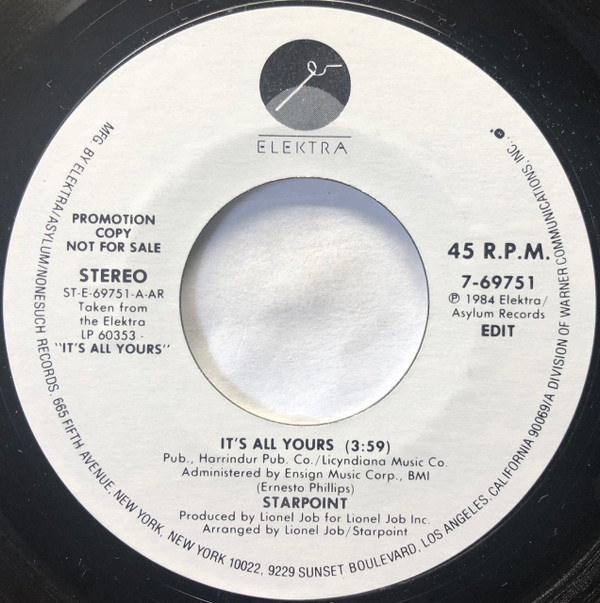 ELEKTRA
PROMOTION
COPY
NOT FOR SALE
STEREO
ST-E-69751-A-AR
Taken from
the Elektra
LP 60353 -
"IT'S ALL YOURS"
45 R.P.M.
7-69751
Ⓟ 1984 Elektra/
Asylum Records
EDIT
IT'S ALL YOURS (3:59)
Pub., Harrindur Pub. Co./Licyndiana Music Co.
Administered by Ensign Music Corp., BMI
(Ernesto Phillips)
STARPOINT
Produced by Lionel Job for Lionel Job Inc.
Arranged by Lionel Job/Starpoint
MFG. BY ELEKTRA/ASYLUM/NONESUCH RECORDS. 665 FIFTH AVENUE, NEW YORK, NEW YORK 10022, 9229 SUNSET BOULEVARD, LOS ANGELES, CALIFORNIA 90069/A DIVISION OF WARNER COMMUNICATIONS, INC.